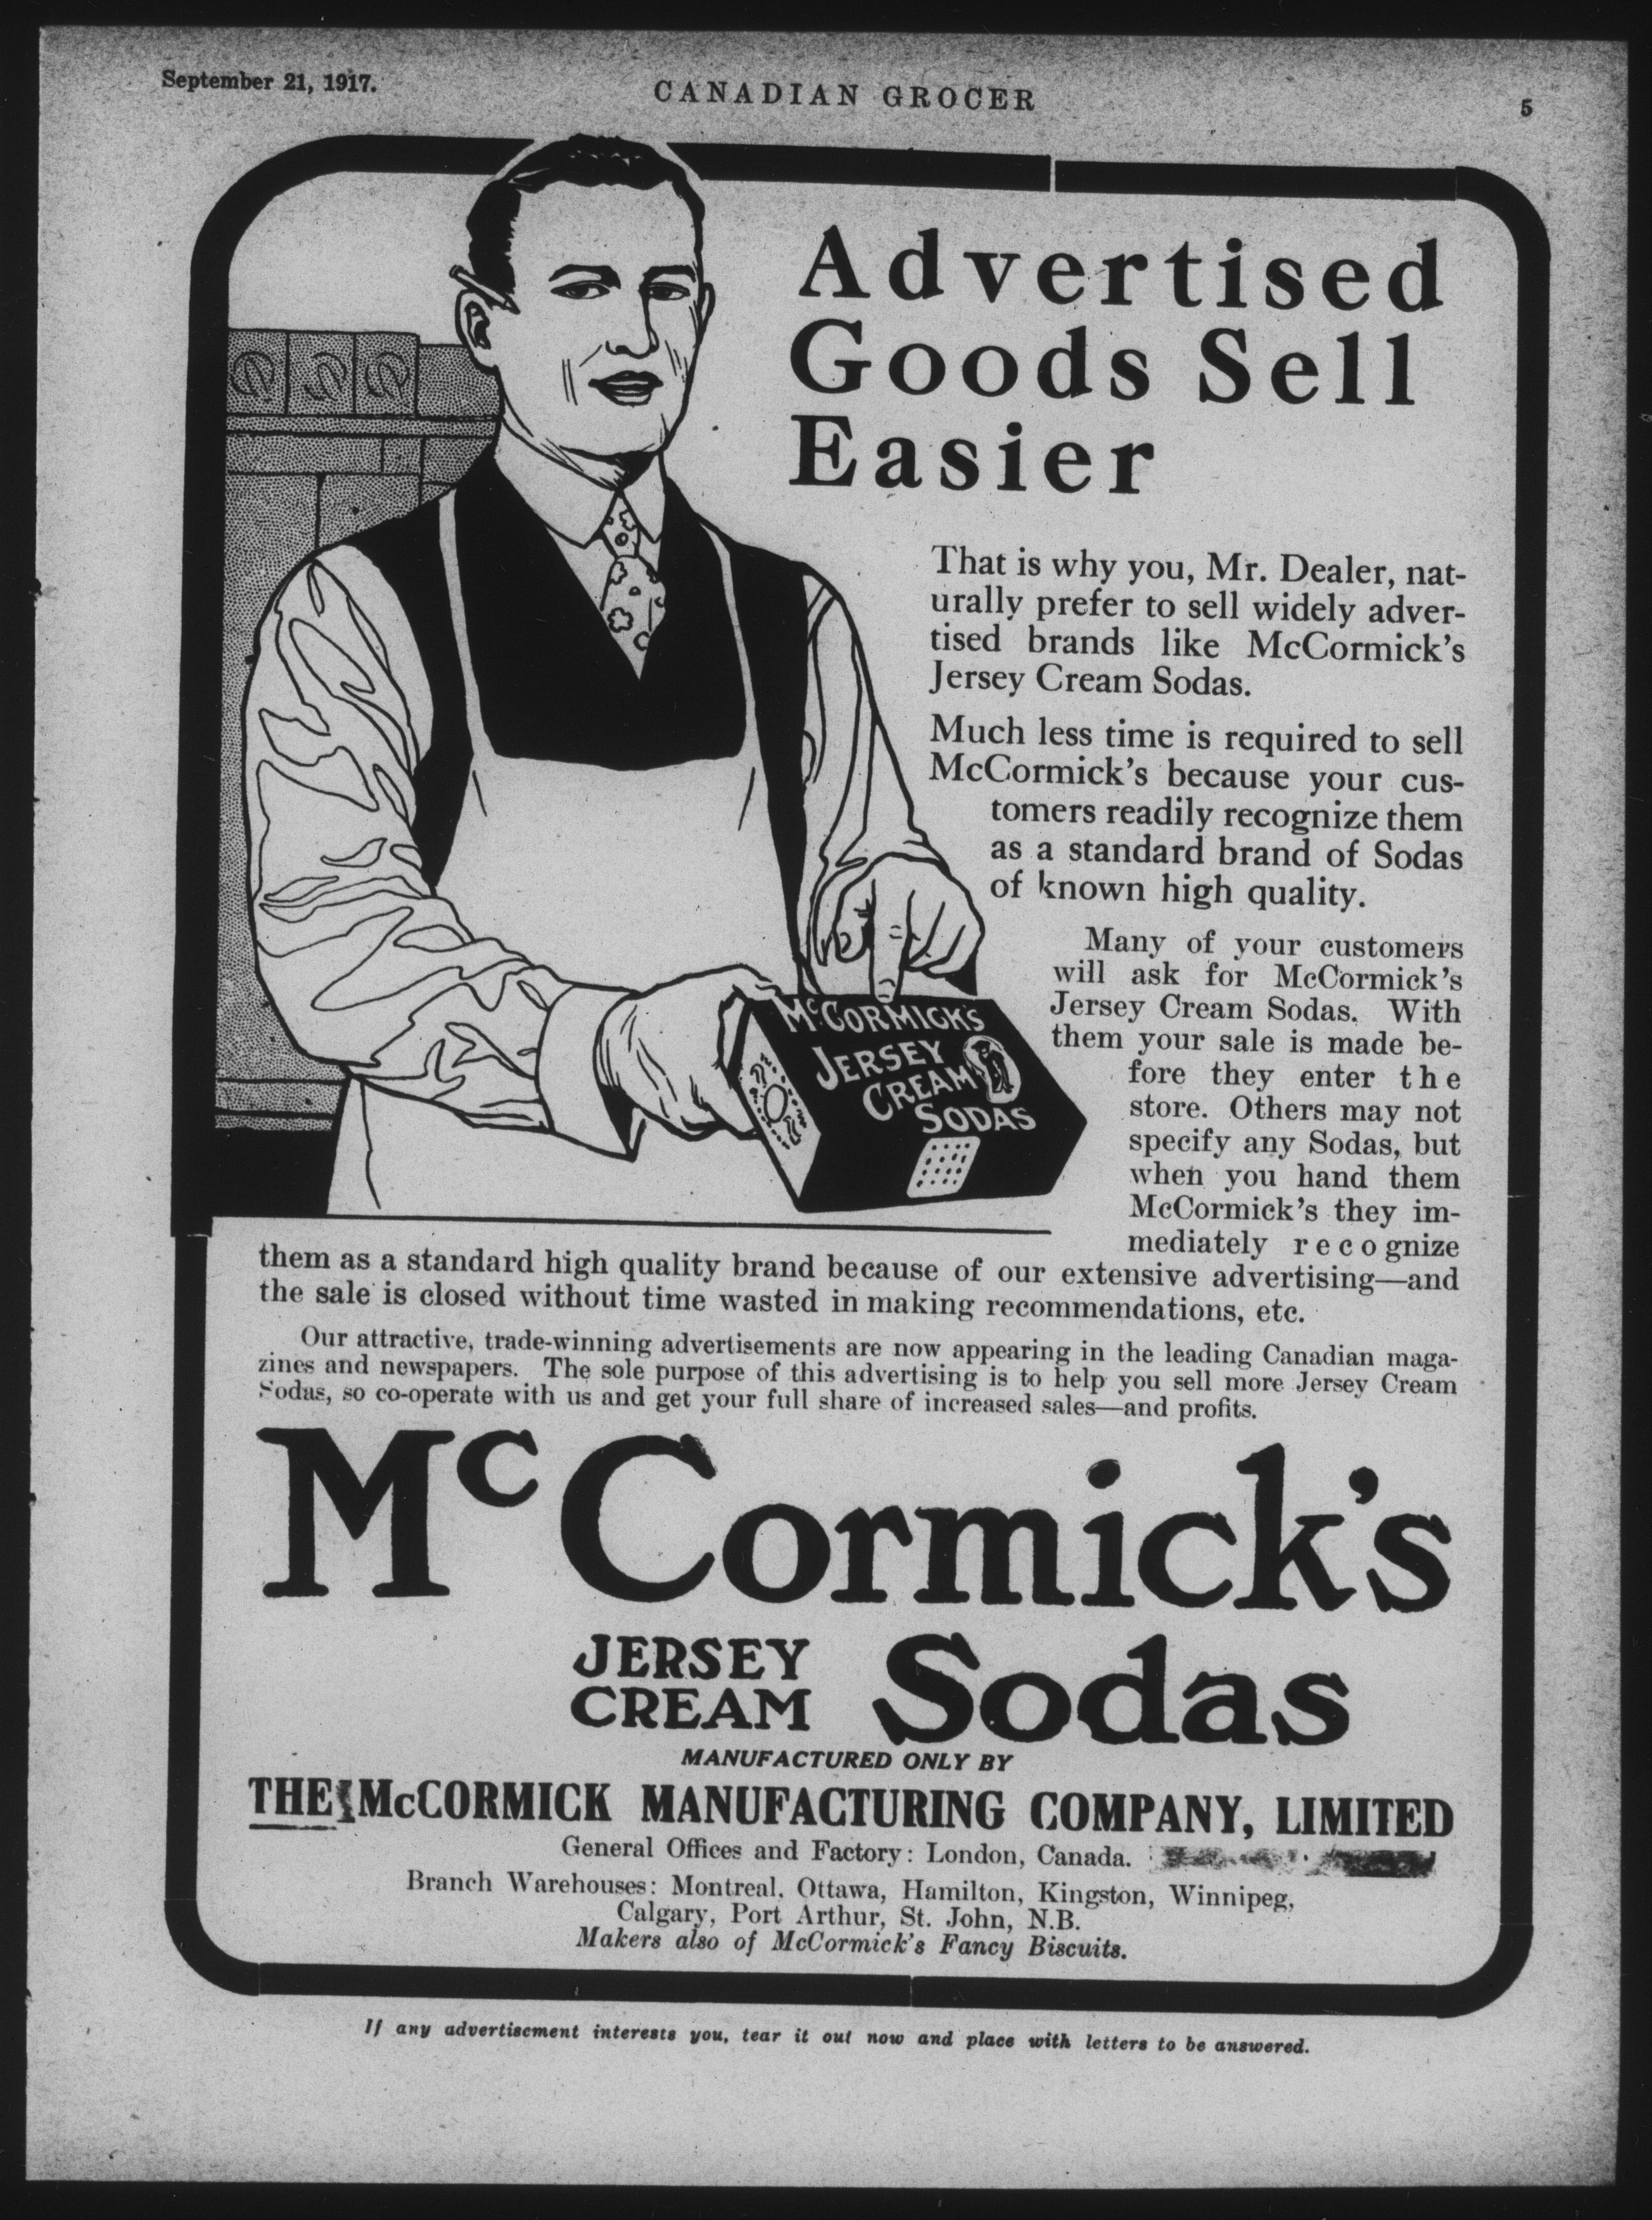 September 21, 1917.
CANADIAN GROCER
5
Advertised
Goods Sell
Easier
That is why you, Mr. Dealer, nat-
urally prefer to sell widely adver-
tised brands like McCormick's
Jersey Cream Sodas.
Much less time is required to sell
McCormick's because your cus-
tomers readily recognize them
as a standard brand of Sodas
of known high quality.
Many of your customers
will ask for McCormick's
Jersey Cream Sodas. With
them your sale is made be-
fore they enter the
store. Others may not
specify any Sodas, but
when you hand them
McCormick's they im-
mediately recognize
them as a standard high quality brand because of our extensive advertising—and
the sale is closed without time wasted in making recommendations, etc.
McCORMICK'S
JERSEY
CREAM
SODAS
Our attractive, trade-winning advertisements are now appearing in the leading Canadian maga-
zines and newspapers. The sole purpose of this advertising is to help you sell more Jersey Cream
Sodas, so co-operate with us and get your full share of increased sales—and profits.
McCormick's
JERSEY
CREAM
Sodas
MANUFACTURED ONLY BY
THE McCORMICK MANUFACTURING COMPANY, LIMITED
General Offices and Factory: London, Canada.
Branch Warehouses: Montreal, Ottawa, Hamilton, Kingston, Winnipeg,
Calgary, Port Arthur, St. John, N.B.
Makers also of McCormick's Fancy Biscuits.
If any advertisement interests you, tear it out now and place with letters to be answered.